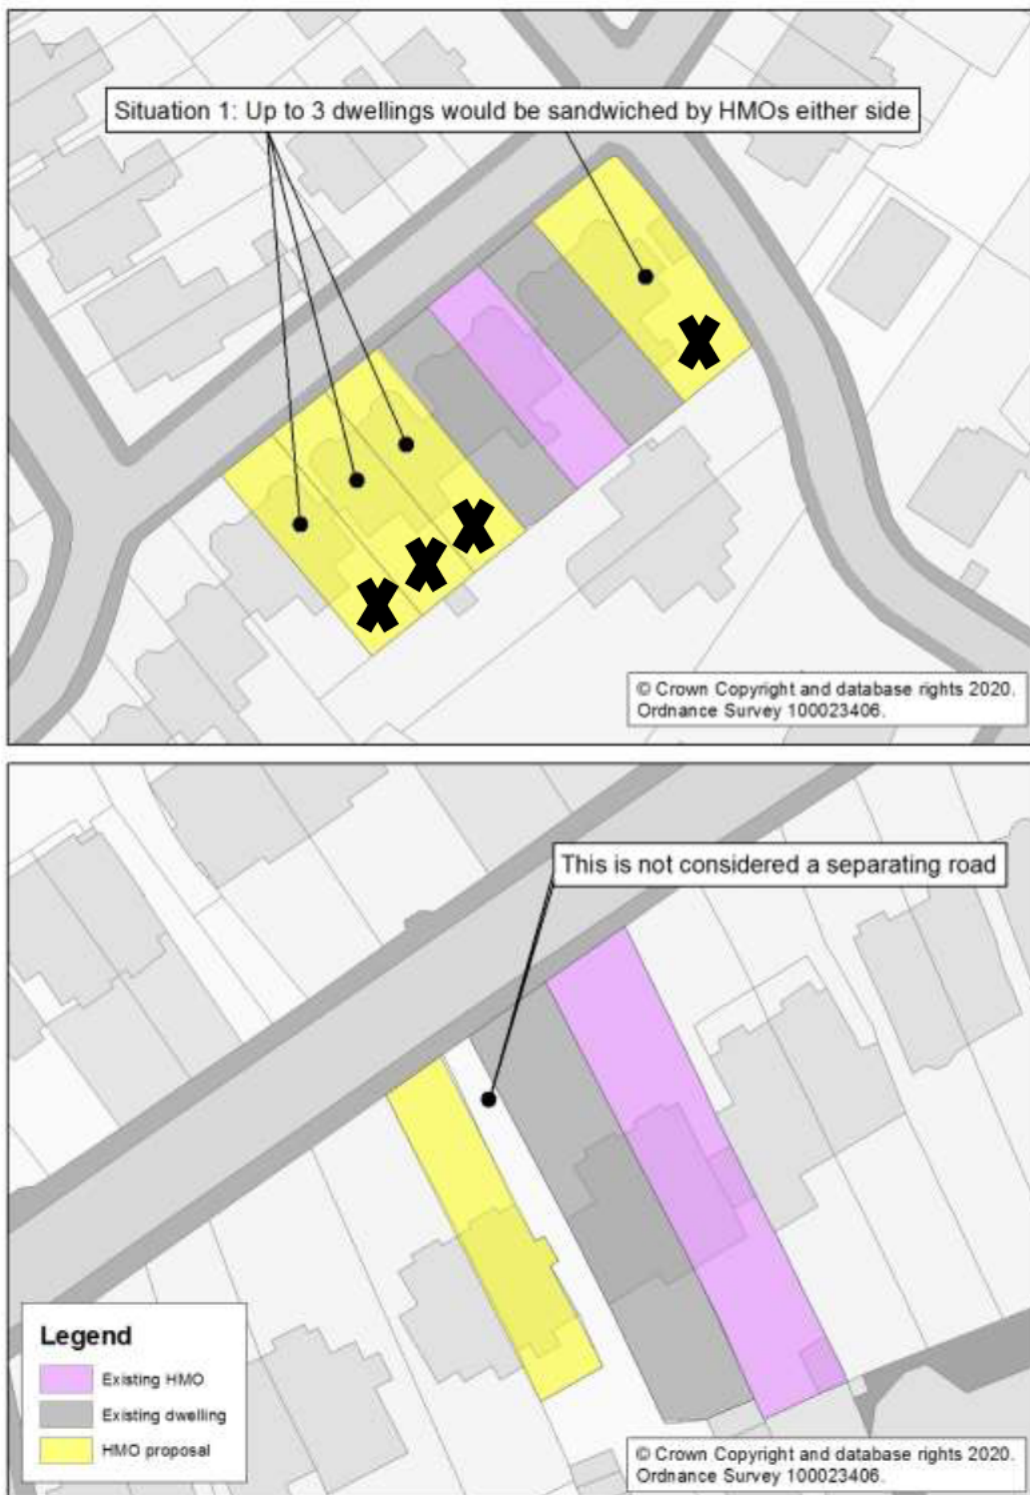 Situation 1: Up to 3 dwellings would be sandwiched by HMOs either side
© Crown Copyright and database rights 2020.
Ordnance Survey 100023406.
This is not considered a separating road
Legend
Existing HMO
Existing dwelling
HMO proposal
© Crown Copyright and database rights 2020.
Ordnance Survey 100023406.